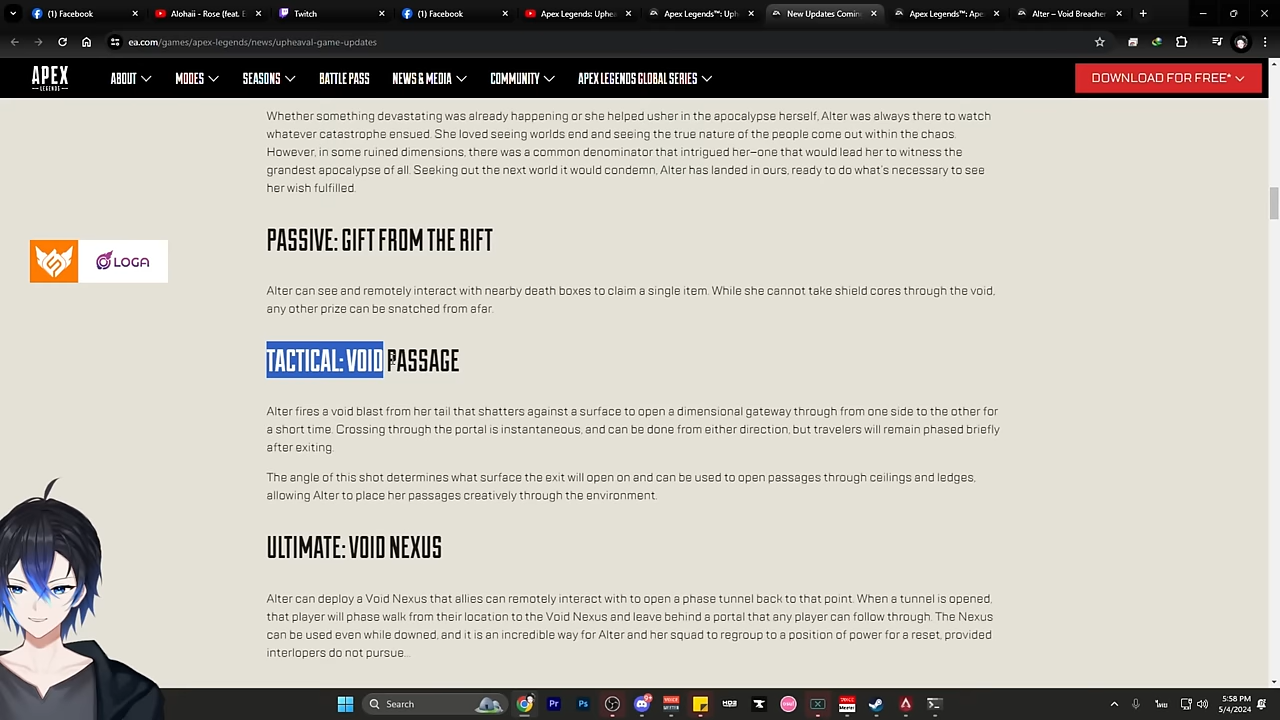 (1) Facebook
Alohaii - Rose (feat. E
Twitch
(1) Facebook
Apex Legends: Uphea
Apex Legends™: Uph
New Updates Comin
Apex Legends™: Ape
Alter – Void Breacher
ea.com/games/apex-legends/news/upheaval-game-updates
APEX
LEGENDS
ABOUT
MODES
SEASONS
BATTLE PASS
NEWS & MEDIA
COMMUNITY
APEX LEGENDS GLOBAL SERIES
DOWNLOAD FOR FREE*
Whether something devastating was already happening or she helped usher in the apocalypse herself, Alter was always there to watch
whatever catastrophe ensued. She loved seeing worlds end and seeing the true nature of the people come out within the chaos.
However, in some ruined dimensions, there was a common denominator that intrigued her—one that would lead her to witness the
grandest apocalypse of all. Seeking out the next world it would condemn, Alter has landed in ours, ready to do what's necessary to see
her wish fulfilled.
PASSIVE: GIFT FROM THE RIFT
LOGA
Alter can see and remotely interact with nearby death boxes to claim a single item. While she cannot take shield cores through the void,
any other prize can be snatched from afar.
TACTICAL: VOID PASSAGE
Alter fires a void blast from her tail that shatters against a surface to open a dimensional gateway through from one side to the other for
a short time. Crossing through the portal is instantaneous, and can be done from either direction, but travelers will remain phased briefly
after exiting.
The angle of this shot determines what surface the exit will open on and can be used to open passages through ceilings and ledges,
allowing Alter to place her passages creatively through the environment.
ULTIMATE: VOID NEXUS
Alter can deploy a Void Nexus that allies can remotely interact with to open a phase tunnel back to that point. When a tunnel is opened,
that player will phase walk from their location to the Void Nexus and leave behind a portal that any player can follow through. The Nexus
can be used even while downed, and it is an incredible way for Alter and her squad to regroup to a position of power for a reset, provided
interlopers do not pursue...
Search
Pr
Ps
ไทย
5:58 PM
5/4/2024